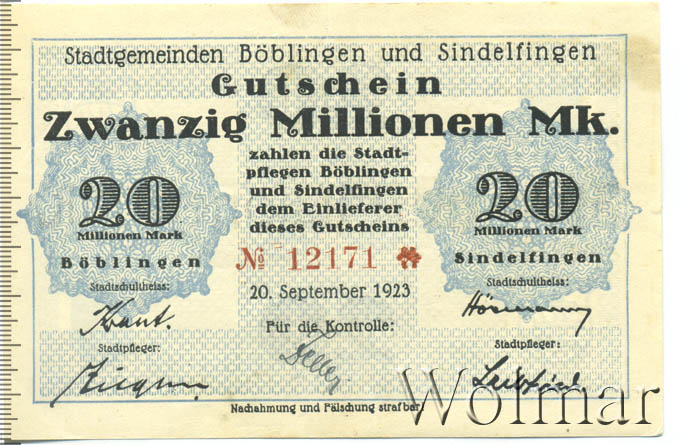 Stadtgemeinden Böblingen und Sindelfingen
Gutschein
Zwanzig Millionen Mk.
zahlen die Stadt-
pflegen Böblingen
und Sindelfingen
dem Einlieferer
dieses Gutscheins
20
Millionen Mark
Böblingen
Stadtschultheiss:
Kraut.
Stadtpfleger:
№ 12171
20. September 1923
Für die Kontrolle:
20
Millionen Mark
Sindelfingen
Stadtschultheiss:
Hörmann
Stadtpfleger:
Nachahmung und Fälschung strafbar!
Wolmar